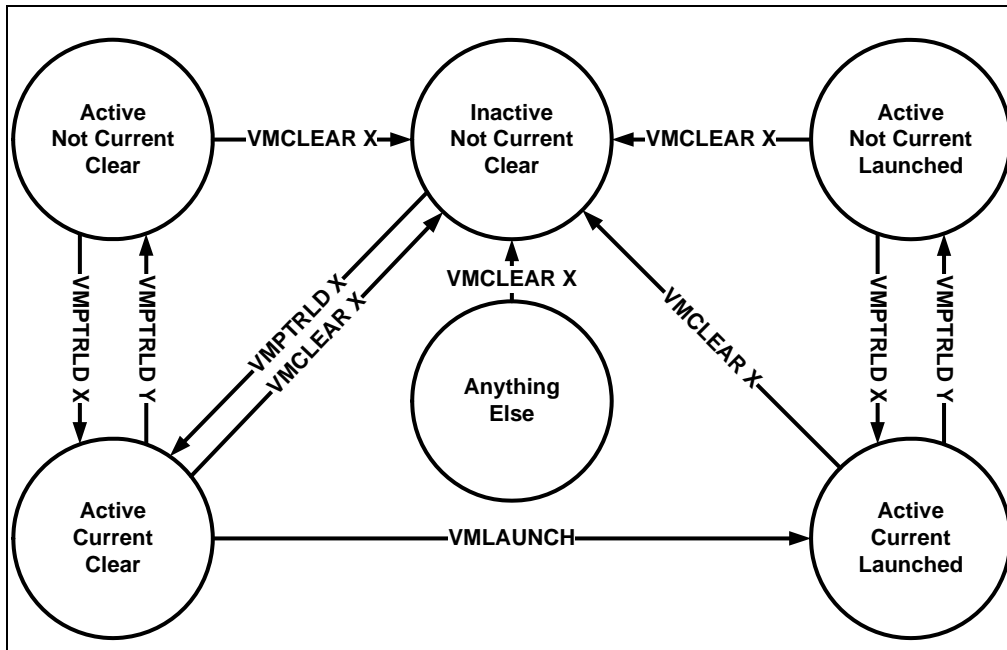 Active
Not Current
Clear
Inactive
Not Current
Clear
Active
Not Current
Launched
VMCLEAR X
VMCLEAR X
VMPTRLD X
VMPTRLD Y
VMPTRLD X
VMCLEAR X
VMCLEAR X
Anything
Else
VMCLEAR X
VMPTRLD X
VMPTRLD Y
Active
Current
Clear
VMLAUNCH
Active
Current
Launched